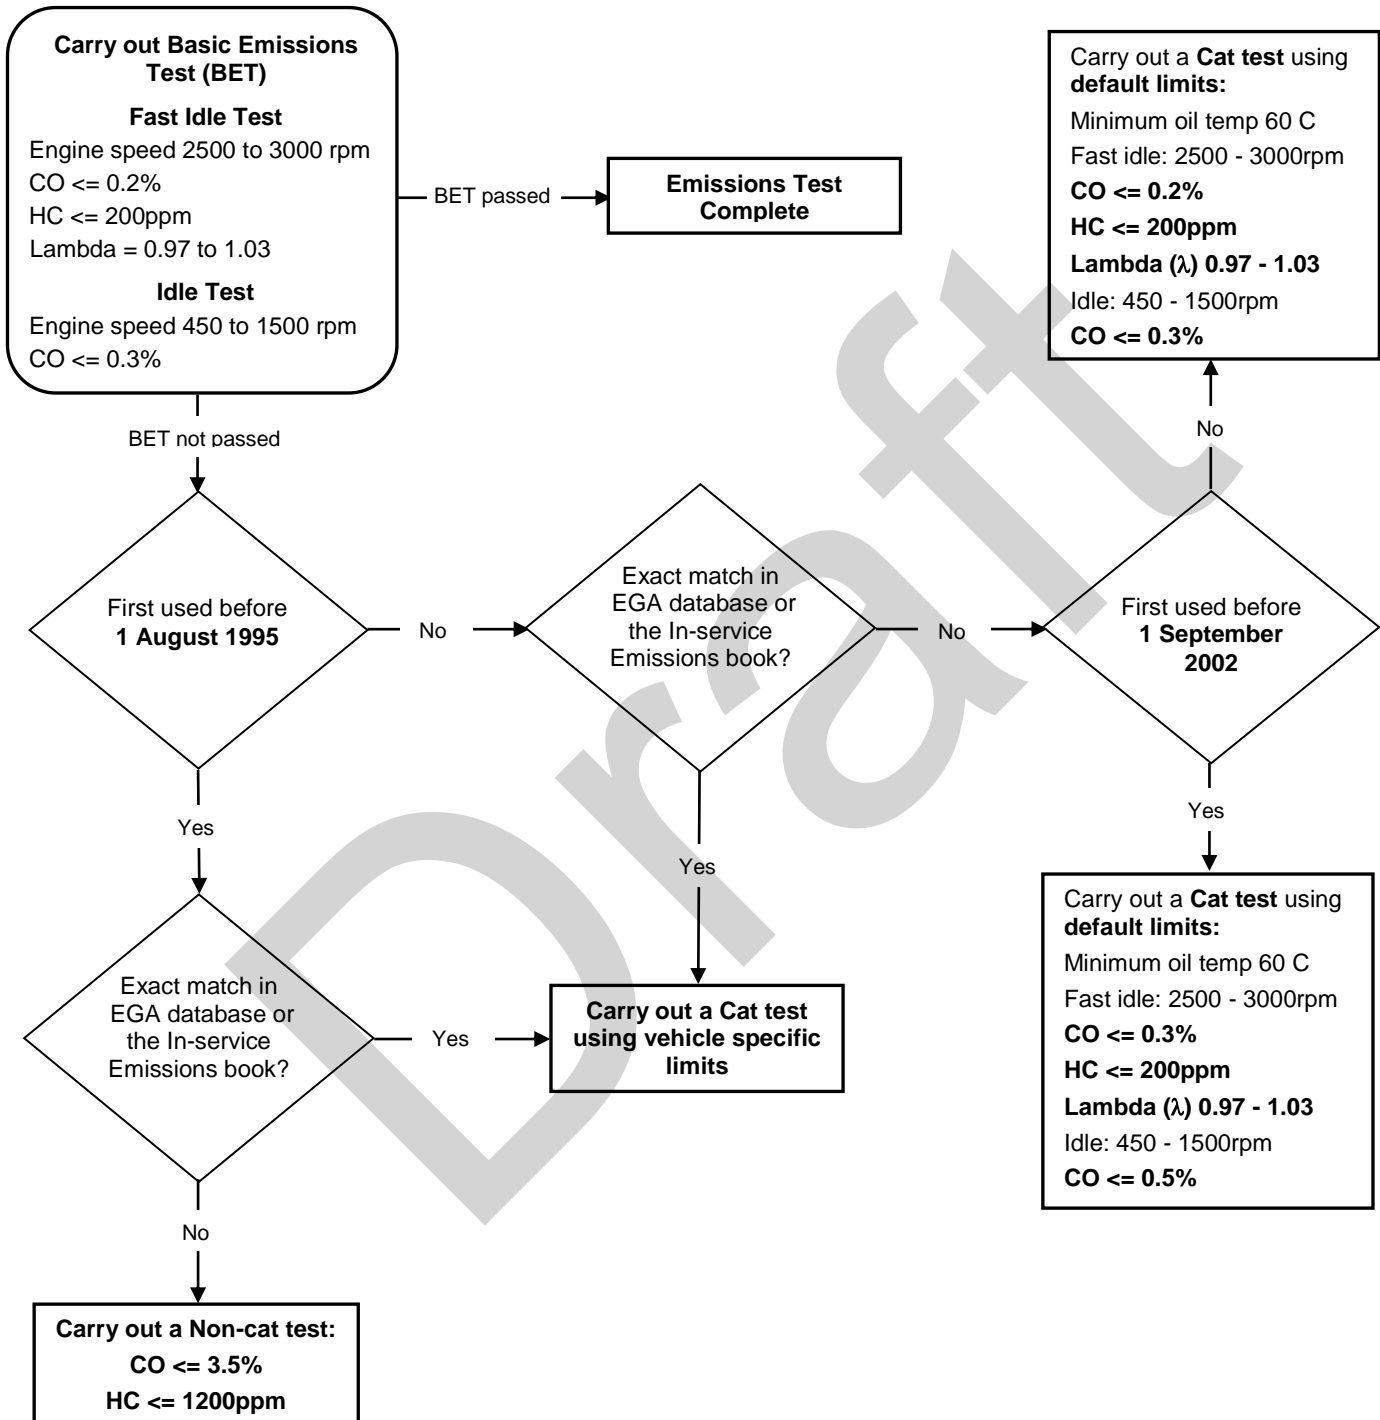 Carry out Basic Emissions
Test (BET)
Fast Idle Test
Engine speed 2500 to 3000 rpm
CO <= 0.2%
HC <= 200ppm
Lambda = 0.97 to 1.03
Idle Test
Engine speed 450 to 1500 rpm
CO <= 0.3%
BET passed
Emissions Test
Complete
Carry out a Cat test using
default limits:
Minimum oil temp 60 C
Fast idle: 2500 - 3000rpm
CO <= 0.2%
HC <= 200ppm
Lambda (λ) 0.97 - 1.03
Idle: 450 - 1500rpm
CO <= 0.3%
No
BET not passed
First used before
1 August 1995
No
Exact match in
EGA database or
the In-service
Emissions book?
No
First used before
1 September
2002
Yes
Yes
Yes
Exact match in
EGA database or
the In-service
Emissions book?
Yes
Carry out a Cat test
using vehicle specific
limits
Carry out a Cat test using
default limits:
Minimum oil temp 60 C
Fast idle: 2500 - 3000rpm
CO <= 0.3%
HC <= 200ppm
Lambda (λ) 0.97 - 1.03
Idle: 450 - 1500rpm
CO <= 0.5%
No
Carry out a Non-cat test:
CO <= 3.5%
HC <= 1200ppm
Draft